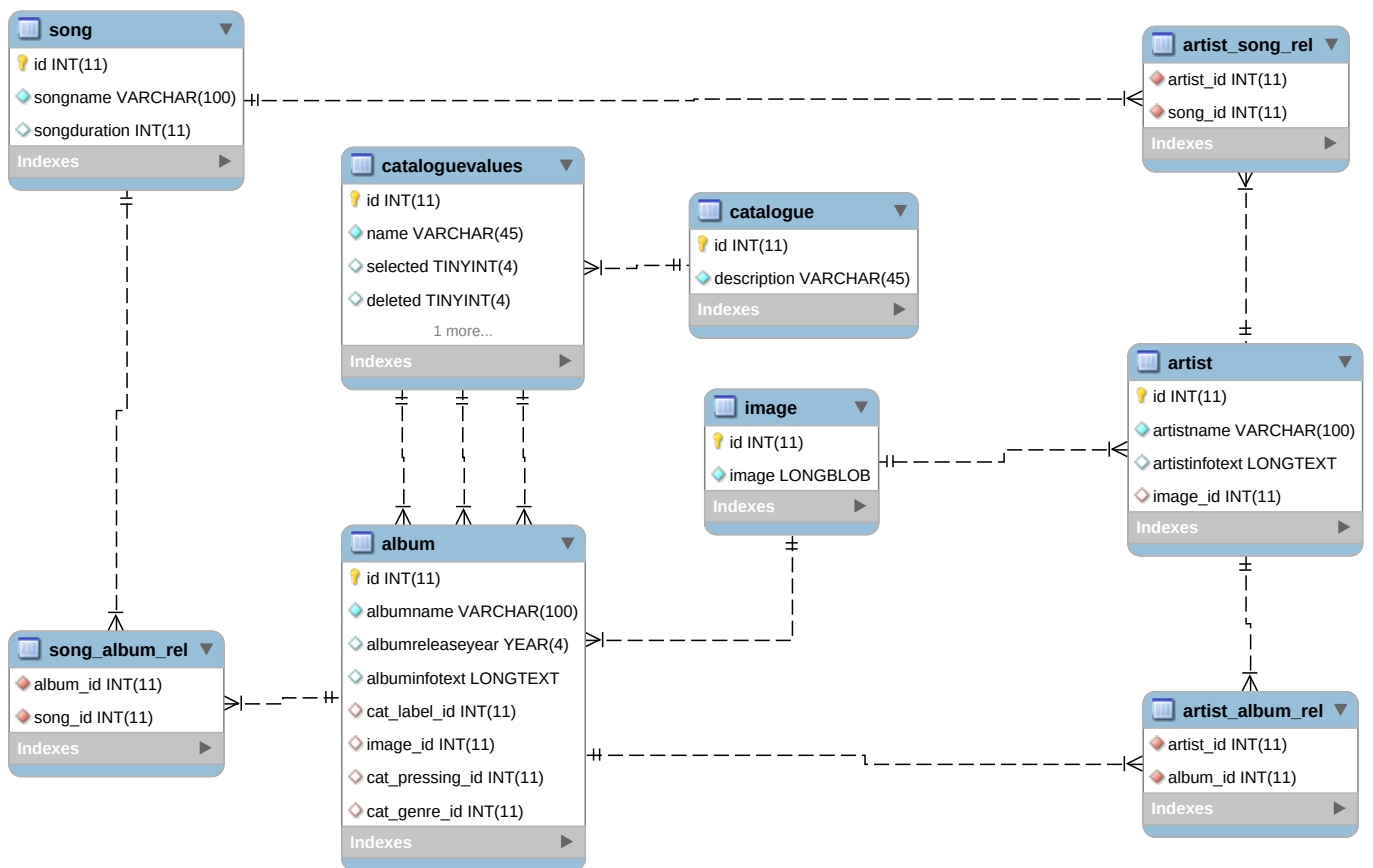 song
id INT(11)
songname VARCHAR(100)
songduration INT(11)
Indexes
artist_song_rel
artist_id INT(11)
song_id INT(11)
Indexes
cataloguevalues
id INT(11)
name VARCHAR(45)
selected TINYINT(4)
deleted TINYINT(4)
1 more...
Indexes
catalogue
id INT(11)
description VARCHAR(45)
Indexes
artist
id INT(11)
artistname VARCHAR(100)
artistinfotext LONGTEXT
image_id INT(11)
Indexes
image
id INT(11)
image LONGBLOB
Indexes
album
id INT(11)
albumname VARCHAR(100)
albumreleaseyear YEAR(4)
albuminfotext LONGTEXT
cat_label_id INT(11)
image_id INT(11)
cat_pressing_id INT(11)
cat_genre_id INT(11)
Indexes
song_album_rel
album_id INT(11)
song_id INT(11)
Indexes
artist_album_rel
artist_id INT(11)
album_id INT(11)
Indexes